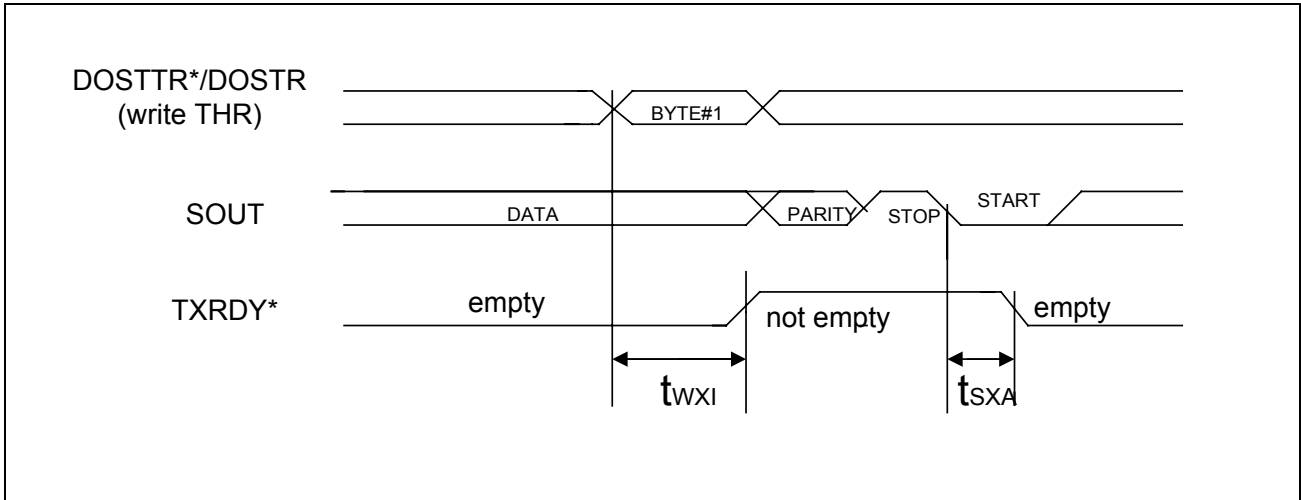 DOSTTR*/DOSTR
(write THR)
BYTE#1
SOUT
DATA
PARITY
STOP
START
TXRDY*
empty
not empty
empty
tWXI
tSXA